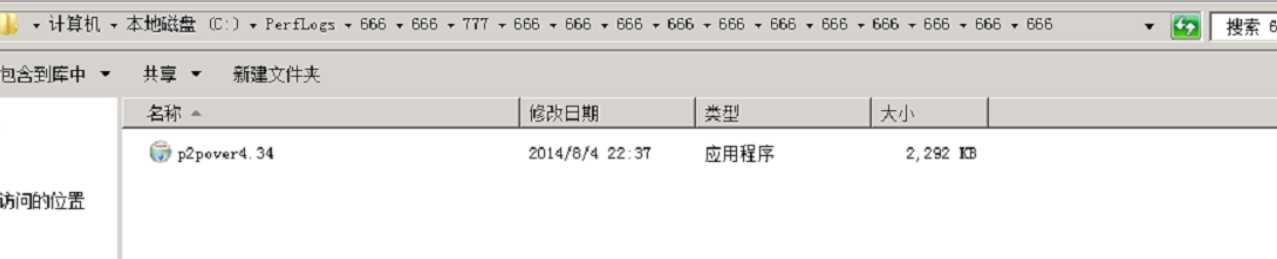 计算机 ▾ 本地磁盘 (C:) ▾ PerfLogs ▾ 666 ▾ 666 ▾ 777 ▾ 666 ▾ 666 ▾ 666 ▾ 666 ▾ 666 ▾ 666 ▾ 666 ▾ 666 ▾ 666 ▾ 666 ▾ 666 搜索 6
包含到库中 ▾ 共享 ▾ 新建文件夹
名称 修改日期 类型 大小
p2pover4.34 2014/8/4 22:37 应用程序 2,292 KB
访问的位置